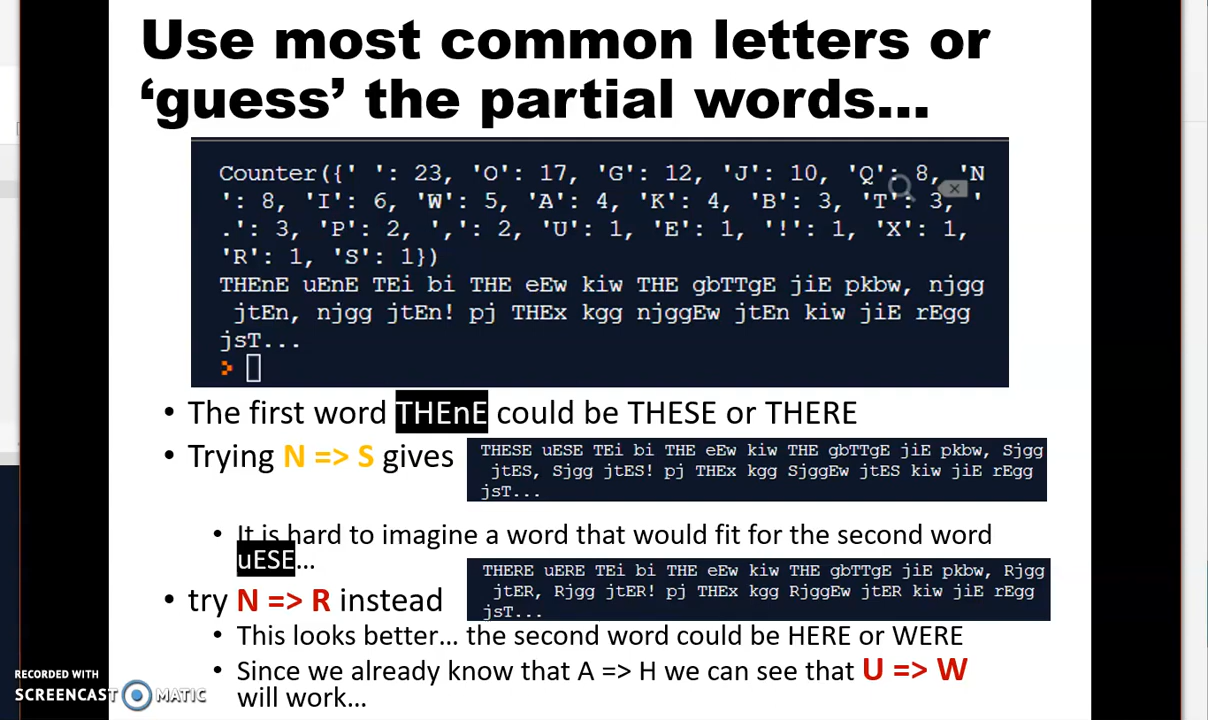 Use most common letters or
‘guess’ the partial words...
Counter({' ': 23, 'O': 17, 'G': 12, 'J': 10, 'Q': 8, 'N
': 8, 'I': 6, 'W': 5, 'A': 4, 'K': 4, 'B': 3, 'T': 3, '
.': 3, 'P': 2, ',': 2, 'U': 1, 'E': 1, '!': 1, 'X': 1,
'R': 1, 'S': 1})
THEnE uEnE TEi bi THE eEw kiw THE gbTTgE jiE pkbw, njgg
jtEn, njgg jtEn! pj THEx kgg njggEw jtEn kiw jiE rEgg
jsT...
>
• The first word THEnE could be THESE or THERE
• Trying N => S gives
THESE uESE TEi bi THE eEw kiw THE gbTTgE jiE pkbw, Sjgg
jtES, Sjgg jtES! pj THEx kgg SjggEw jtES kiw jiE rEgg
jsT...
• It is hard to imagine a word that would fit for the second word
uESE...
• try N => R instead
THERE uERE TEi bi THE eEw kiw THE gbTTgE jiE pkbw, Rjgg
jtER, Rjgg jtER! pj THEx kgg RjggEw jtER kiw jiE rEgg
jsT...
• This looks better... the second word could be HERE or WERE
• Since we already know that A => H we can see that U => W
will work...
RECORDED WITH
SCREENCAST MATIC